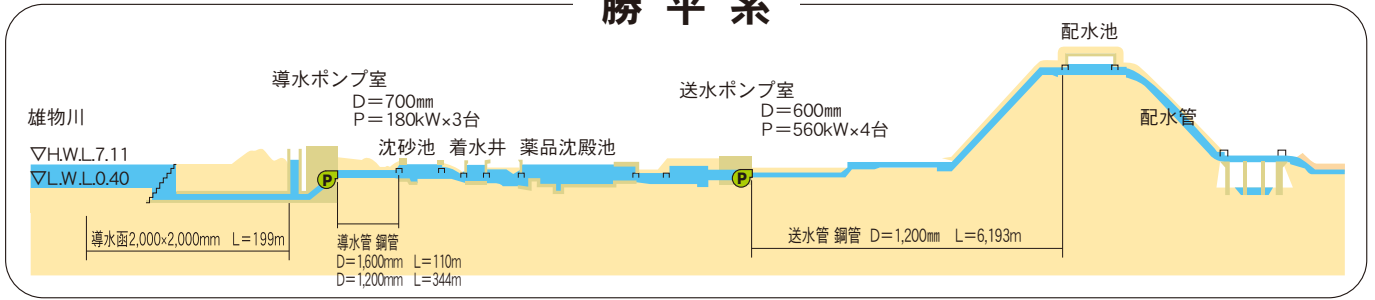 勝平系
配水池
導水ポンプ室
D＝700㎜
P＝180kW×3台
送水ポンプ室
D＝600㎜
P＝560kW×4台
雄物川
配水管
沈砂池
着水井
薬品沈殿池
▽H.W.L.7.11
▽L.W.L.0.40
P
P
導水函2,000×2,000mm L＝199m
導水管 鋼管
D＝1,600mm L＝110m
D＝1,200mm L＝344m
送水管 鋼管 D＝1,200㎜ L＝6,193m